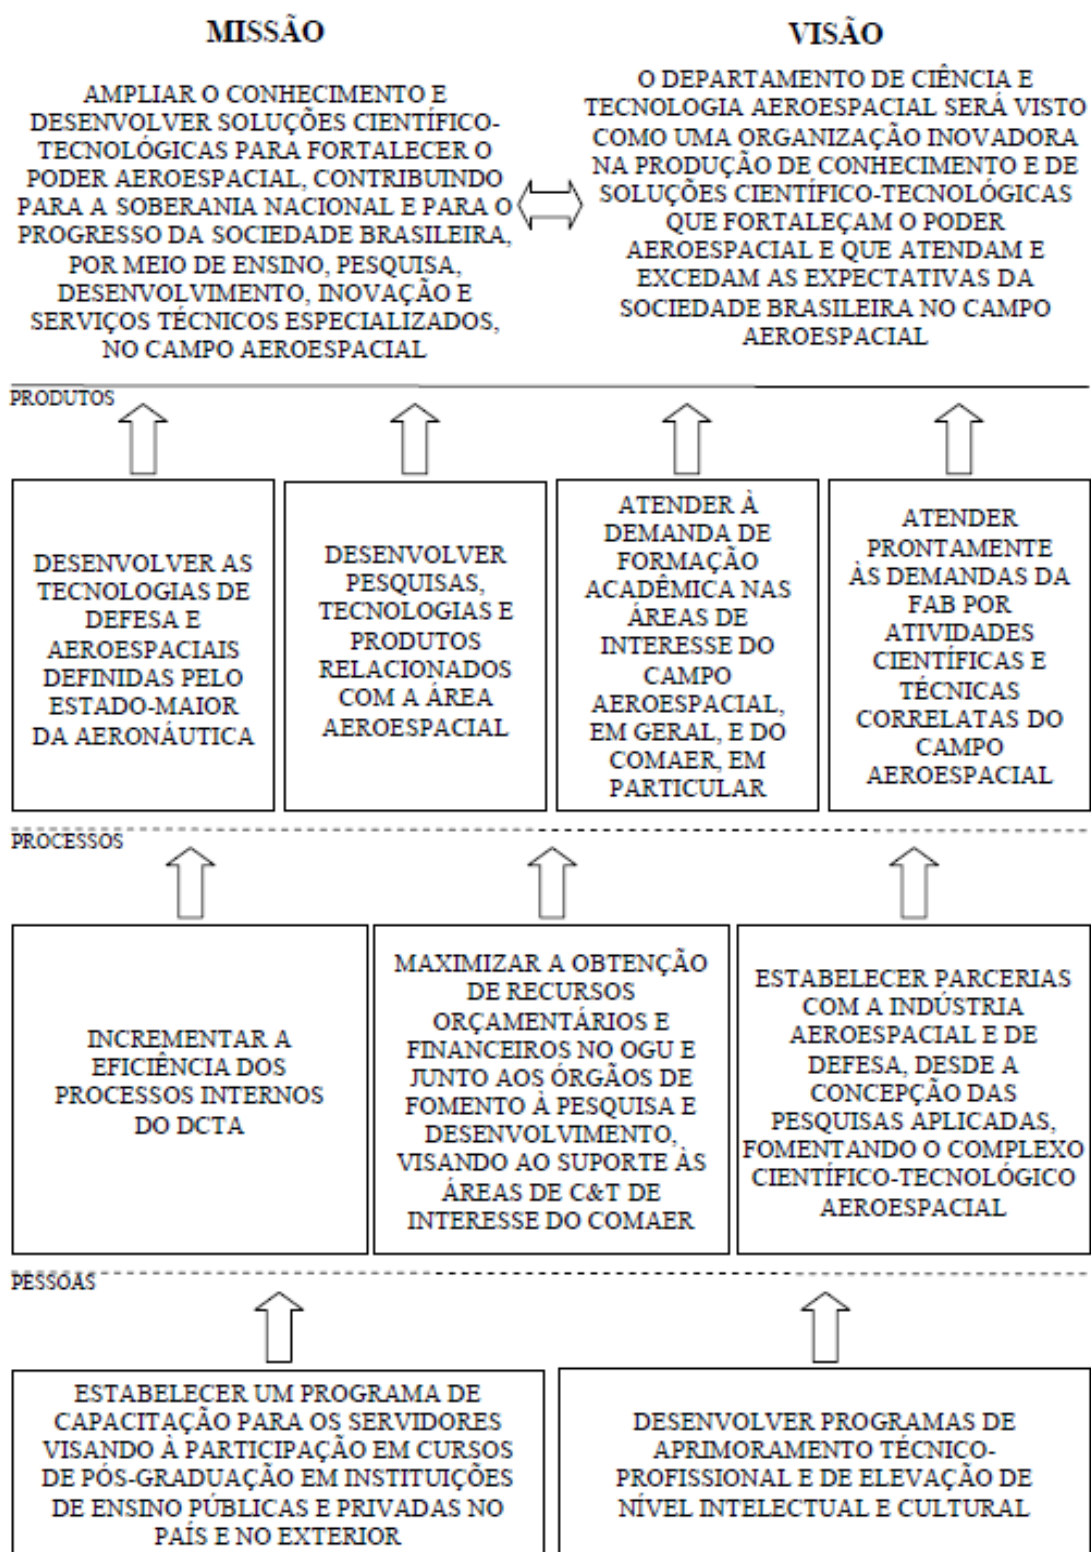 MISSÃO
AMPLIAR O CONHECIMENTO E
DESENVOLVER SOLUÇÕES CIENTÍFICO-
TECNOLÓGICAS PARA FORTALECER O
PODER AEROESPACIAL, CONTRIBUINDO
PARA A SOBERANIA NACIONAL E PARA O
PROGRESSO DA SOCIEDADE BRASILEIRA,
POR MEIO DE ENSINO, PESQUISA,
DESENVOLVIMENTO, INOVAÇÃO E
SERVIÇOS TÉCNICOS ESPECIALIZADOS,
NO CAMPO AEROESPACIAL
VISÃO
O DEPARTAMENTO DE CIÊNCIA E
TECNOLOGIA AEROESPACIAL SERÁ VISTO
COMO UMA ORGANIZAÇÃO INOVADORA
NA PRODUÇÃO DE CONHECIMENTO E DE
SOLUÇÕES CIENTÍFICO-TECNOLÓGICAS
QUE FORTALEÇAM O PODER
AEROESPACIAL E QUE ATENDAM E
EXCEDAM AS EXPECTATIVAS DA
SOCIEDADE BRASILEIRA NO CAMPO
AEROESPACIAL
PRODUTOS
DESENVOLVER AS
TECNOLOGIAS DE
DEFESA E
AEROESPACIAIS
DEFINIDAS PELO
ESTADO-MAIOR
DA AERONÁUTICA
DESENVOLVER
PESQUISAS,
TECNOLOGIAS E
PRODUTOS
RELACIONADOS
COM A ÁREA
AEROESPACIAL
ATENDER À
DEMANDA DE
FORMAÇÃO
ACADÊMICA NAS
ÁREAS DE
INTERESSE DO
CAMPO
AEROESPACIAL,
EM GERAL, E DO
COMAER, EM
PARTICULAR
ATENDER
PRONTAMENTE
ÀS DEMANDAS DA
FAB POR
ATIVIDADES
CIENTÍFICAS E
TÉCNICAS
CORRELATAS DO
CAMPO
AEROESPACIAL
PROCESSOS
INCREMENTAR A
EFICIÊNCIA DOS
PROCESSOS INTERNOS
DO DCTA
MAXIMIZAR A OBTENÇÃO
DE RECURSOS
ORÇAMENTÁRIOS E
FINANCEIROS NO OGU E
JUNTO AOS ÓRGÃOS DE
FOMENTO À PESQUISA E
DESENVOLVIMENTO,
VISANDO AO SUPORTE ÀS
ÁREAS DE C&T DE
INTERESSE DO COMAER
ESTABELECER PARCERIAS
COM A INDÚSTRIA
AEROESPACIAL E DE
DEFESA, DESDE A
CONCEPÇÃO DAS
PESQUISAS APLICADAS,
FOMENTANDO O COMPLEXO
CIENTÍFICO-TECNOLÓGICO
AEROESPACIAL
PESSOAS
ESTABELECER UM PROGRAMA DE
CAPACITAÇÃO PARA OS SERVIDORES
VISANDO À PARTICIPAÇÃO EM CURSOS
DE PÓS-GRADUAÇÃO EM INSTITUIÇÕES
DE ENSINO PÚBLICAS E PRIVADAS NO
PAÍS E NO EXTERIOR
DESENVOLVER PROGRAMAS DE
APRIMORAMENTO TÉCNICO-
PROFISSIONAL E DE ELEVAÇÃO DE
NÍVEL INTELECTUAL E CULTURAL